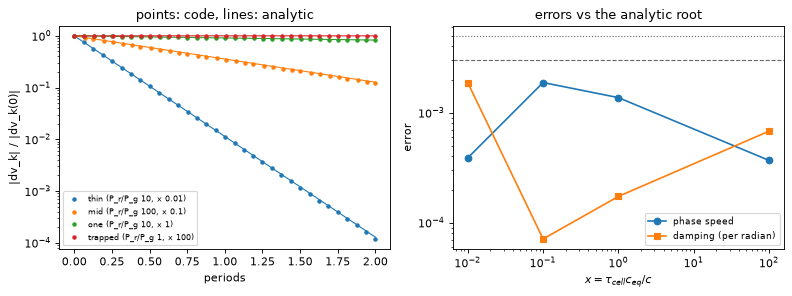 points: code, lines: analytic
|dv_k| / |dv_k(0)|
10⁰
10⁻¹
10⁻²
10⁻³
10⁻⁴
thin (P_r/P_g 10, x 0.01)
mid (P_r/P_g 100, x 0.1)
one (P_r/P_g 10, x 1)
trapped (P_r/P_g 1, x 100)
0.00 0.25 0.50 0.75 1.00 1.25 1.50 1.75 2.00
periods
errors vs the analytic root
error
10⁻³
10⁻⁴
phase speed
damping (per radian)
10⁻² 10⁻¹ 10⁰ 10¹ 10²
x = τ_cell c_eq/c